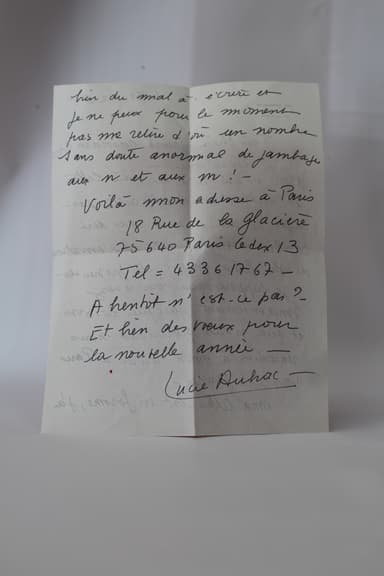 bien du mal à écrire et
je ne peux pour le moment
pas me relire d'où un nombre
sans doute anormal de jambage
aux n et aux m ! -
Voilà mon adresse à Paris
18 Rue de la Glacière
75640 Paris Cedex 13
Tel = 43361767 -
A bientôt n'est-ce pas ? -
Et bien des vœux pour
la nouvelle année —
Lucie Aubrac —